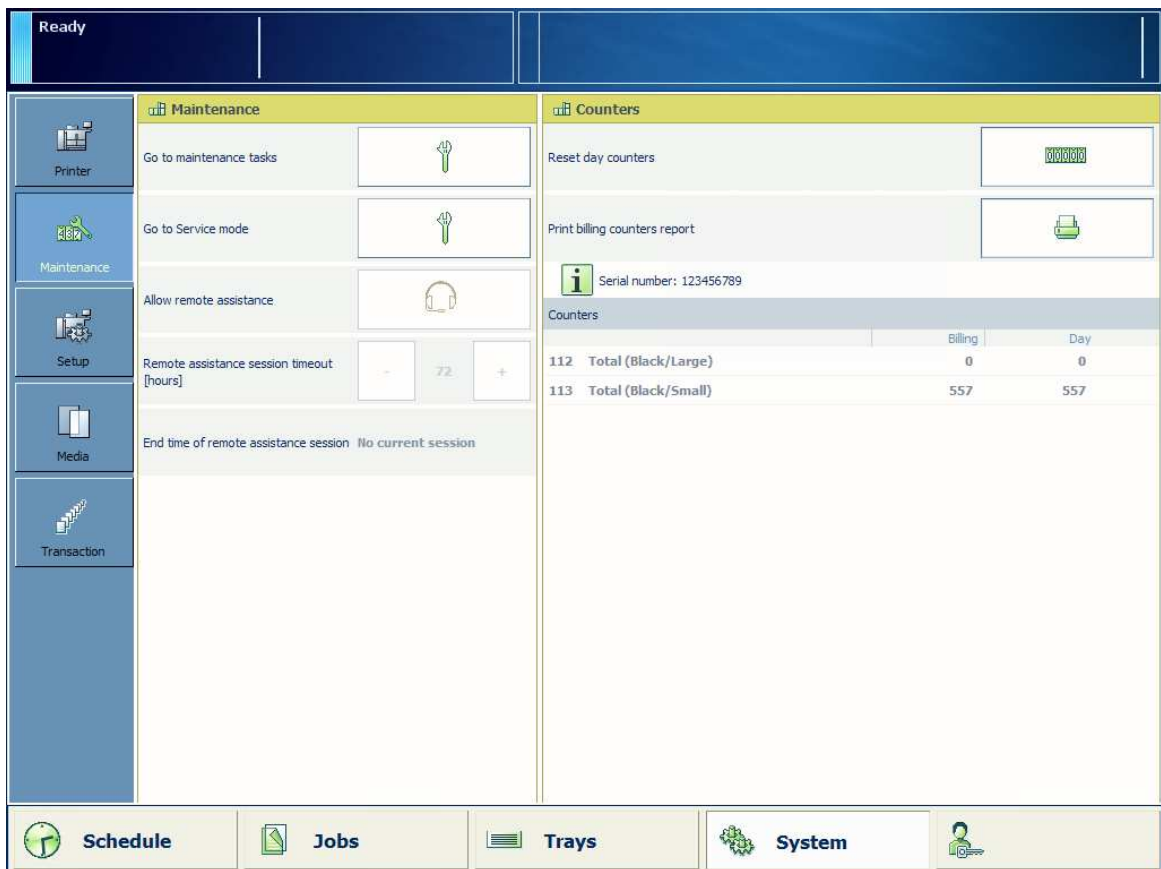 Ready
Printer
Maintenance
Setup
Media
Transaction
Maintenance
Go to maintenance tasks
Go to Service mode
Allow remote assistance
Remote assistance session timeout
[hours]
- 72 +
End time of remote assistance session No current session
Counters
Reset day counters
00000
Print billing counters report
i Serial number: 123456789
Counters
Billing Day
112 Total (Black/Large) 0 0
113 Total (Black/Small) 557 557
Schedule
Jobs
Trays
System